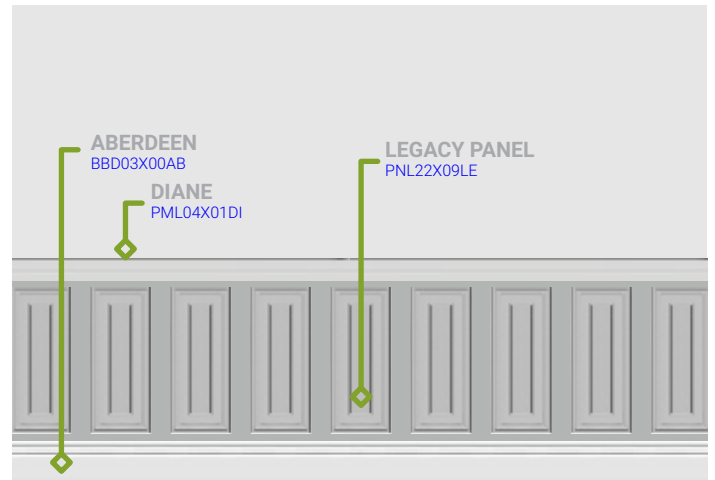 ABERDEEN
BBD03X00AB
DIANE
PML04X01DI
LEGACY PANEL
PNL22X09LE